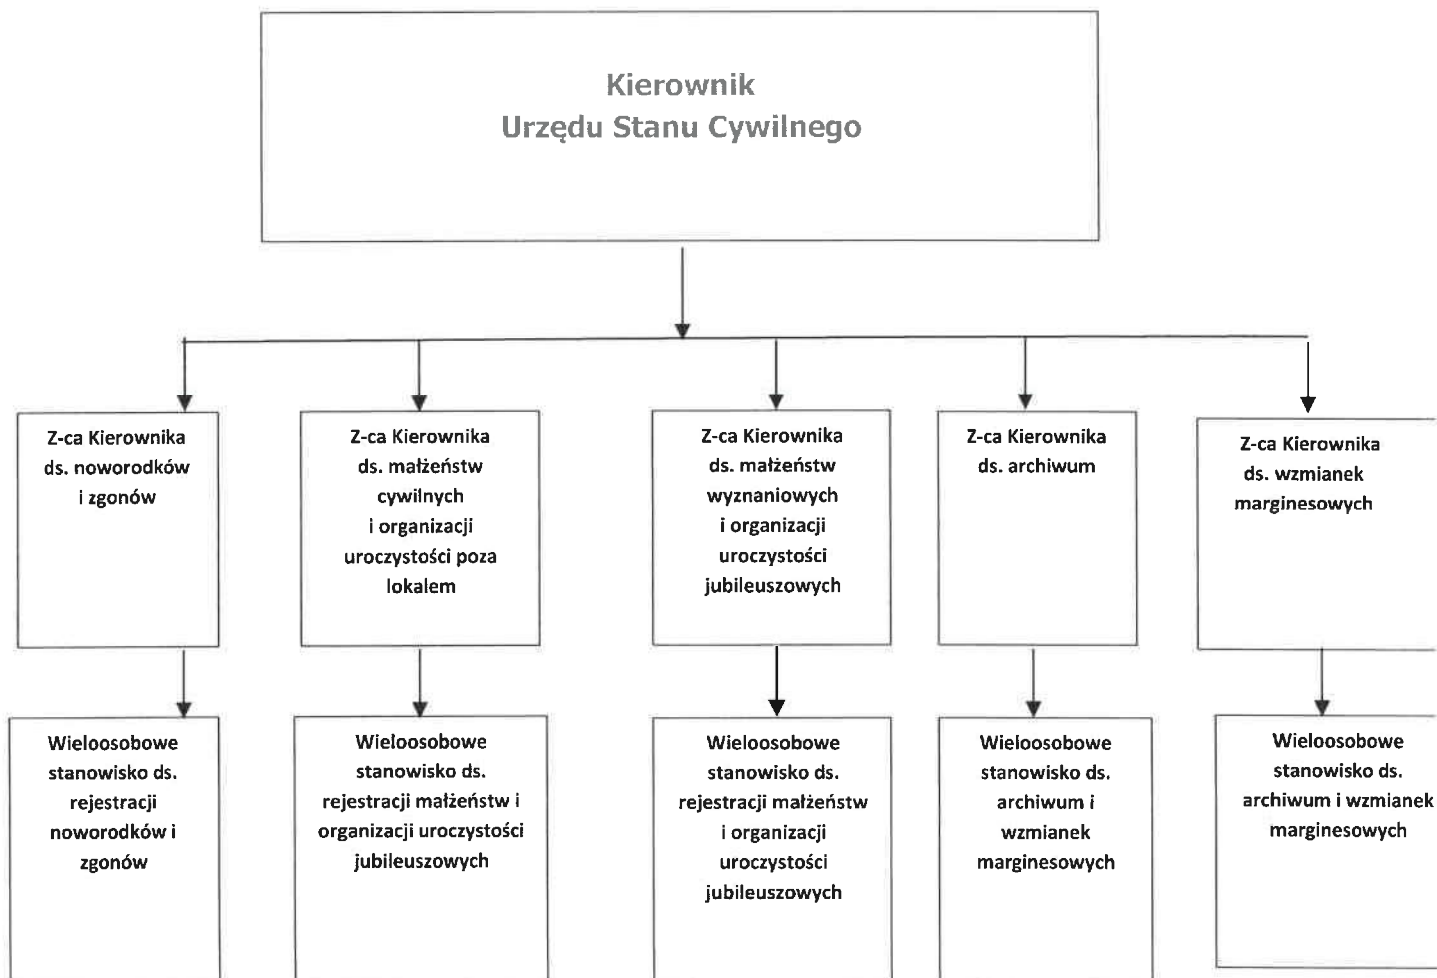 Kierownik
Urzędu Stanu Cywilnego
Z-ca Kierownika
ds. noworodków
i zgonów
Z-ca Kierownika
ds. małżeństw
cywilnych
i organizacji
uroczystości poza
lokalem
Z-ca Kierownika
ds. małżeństw
wyznaniowych
i organizacji
uroczystości
jubileuszowych
Z-ca Kierownika
ds. archiwum
Z-ca Kierownika
ds. wzmianek
marginesowych
Wieloosobowe
stanowisko ds.
rejestracji
noworodków i
zgonów
Wieloosobowe
stanowisko ds.
rejestracji małżeństw i
organizacji uroczystości
jubileuszowych
Wieloosobowe
stanowisko ds.
rejestracji małżeństw
i organizacji
uroczystości
jubileuszowych
Wieloosobowe
stanowisko ds.
archiwum i
wzmianek
marginesowych
Wieloosobowe
stanowisko ds.
archiwum i wzmianek
marginesowych